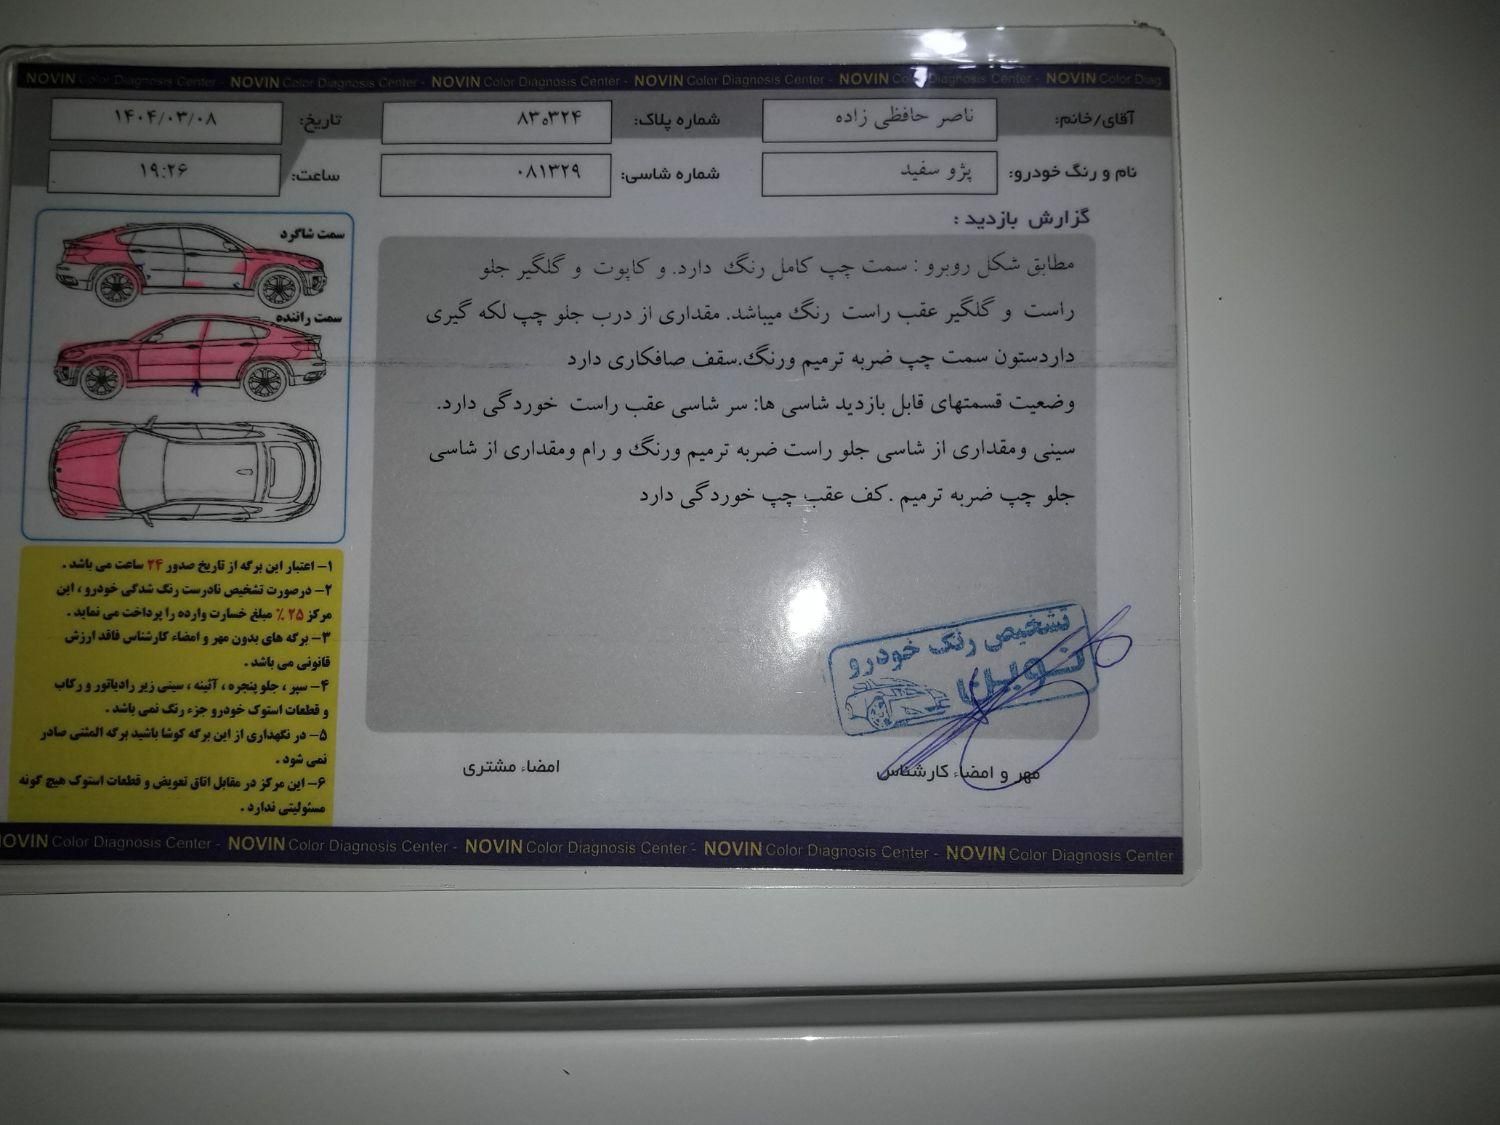 NOVIN Color Diagnosis Center - NOVIN Color Diagnosis Center - NOVIN Color Diagnosis Center - NOVIN Color Diagnosis Center - NOVIN Color Diag
آقای/خانم: ناصر حافظی زاده شماره پلاک: ۸۳۰۳۲۴ تاریخ: ۱۴۰۴/۰۳/۰۸
نام و رنگ خودرو: پژو سفید شماره شاسی: ۰۸۱۳۲۹ ساعت: ۱۹:۲۶
گزارش بازدید :
مطابق شکل روبرو : سمت چپ کامل رنگ دارد. و کاپوت و گلگیر جلو
راست و گلگیر عقب راست رنگ میباشد. مقداری از درب جلو چپ لکه گیری
داردستون سمت چپ ضربه ترمیم ورنگ.سقف صافکاری دارد
وضعیت قسمتهای قابل بازدید شاسی ها: سر شاسی عقب راست خوردگی دارد.
سینی ومقداری از شاسی جلو راست ضربه ترمیم ورنگ و رام ومقداری از شاسی
جلو چپ ضربه ترمیم .کف عقب چپ خوردگی دارد
تشخیص رنگ خودرو
نوین
مهر و امضاء کارشناس
امضاء مشتری
سمت شاگرد
سمت راننده
۱- اعتبار این برگه از تاریخ صدور ۲۴ ساعت می باشد .
۲- درصورت تشخیص نادرست رنگ شدگی خودرو ، این
مرکز ۲۵ ٪ مبلغ خسارت وارده را پرداخت می نماید .
۳- برگه های بدون مهر و امضاء کارشناس فاقد ارزش
قانونی می باشد .
۴- سپر ، جلو پنجره ، آئینه ، سینی زیر رادیاتور و رکاب
و قطعات استوک خودرو جزء رنگ نمی باشد .
۵- در نگهداری از این برگه کوشا باشید برگه المثنی صادر
نمی شود .
۶- این مرکز در مقابل اتاق تعویض و قطعات استوک هیچ گونه
مسئولیتی ندارد .
NOVIN Color Diagnosis Center - NOVIN Color Diagnosis Center - NOVIN Color Diagnosis Center - NOVIN Color Diagnosis Center - NOVIN Color Diagnosis Center